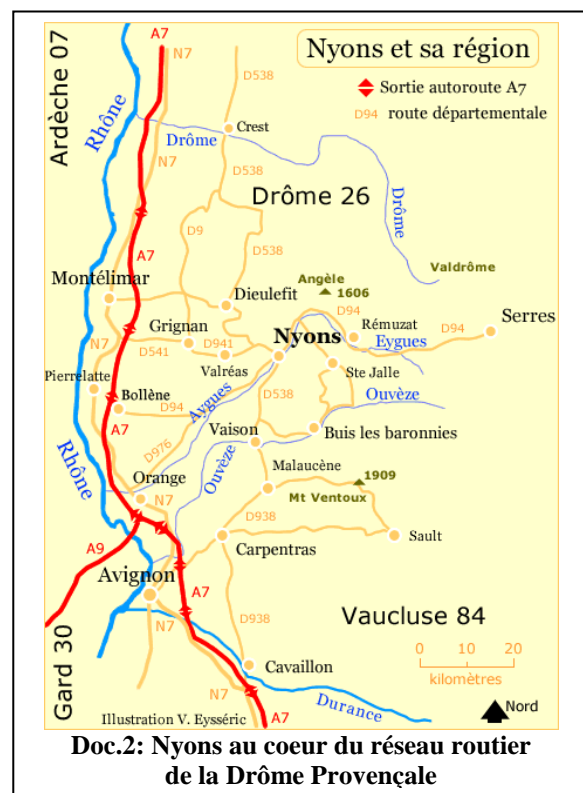 Nyons et sa région
Sortie autoroute A7
D94 route départementale
Ardèche 07
A7
N7
D538
Rhône
Crest
Drôme
N7
D538
Drôme 26
Drôme
D9
A7
D538
Angèle
1606
Valdrôme
Montélimar
Dieulefit
D94
Serres
Grignan
Nyons
Rémuzat
D94
N7
D541
D941
Eygues
Valréas
Ste Jalle
Pierrelatte
Bollène
D94
Aygues
D538
Ouvèze
A7
Vaison
Buis les baronnies
D976
Rhône
Ouvèze
Malaucène
1909
Orange
Mt Ventoux
N7
D938
A9
Carpentras
Sault
Avignon
A7
N7
D938
Vaucluse 84
Gard 30
Cavaillon
0 10 20
kilomètres
N7
Durance
Nord
Illustration V. Eysséric
A7
Doc.2: Nyons au coeur du réseau routier
de la Drôme Provençale